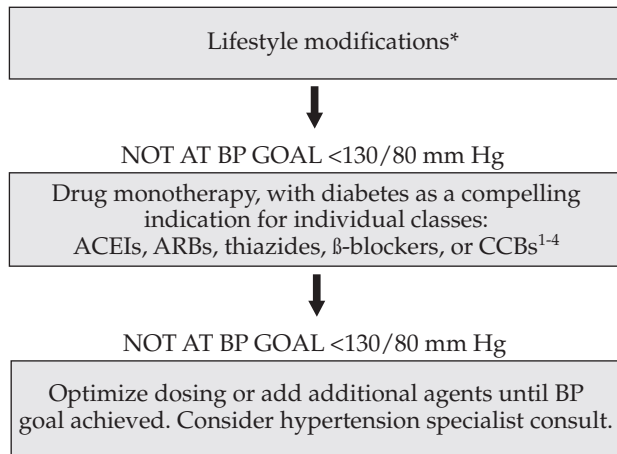 Lifestyle modifications*
NOT AT BP GOAL <130/80 mm Hg
Drug monotherapy, with diabetes as a compelling
indication for individual classes:
ACEIs, ARBs, thiazides, ß-blockers, or CCBs1-4
NOT AT BP GOAL <130/80 mm Hg
Optimize dosing or add additional agents until BP
goal achieved. Consider hypertension specialist consult.